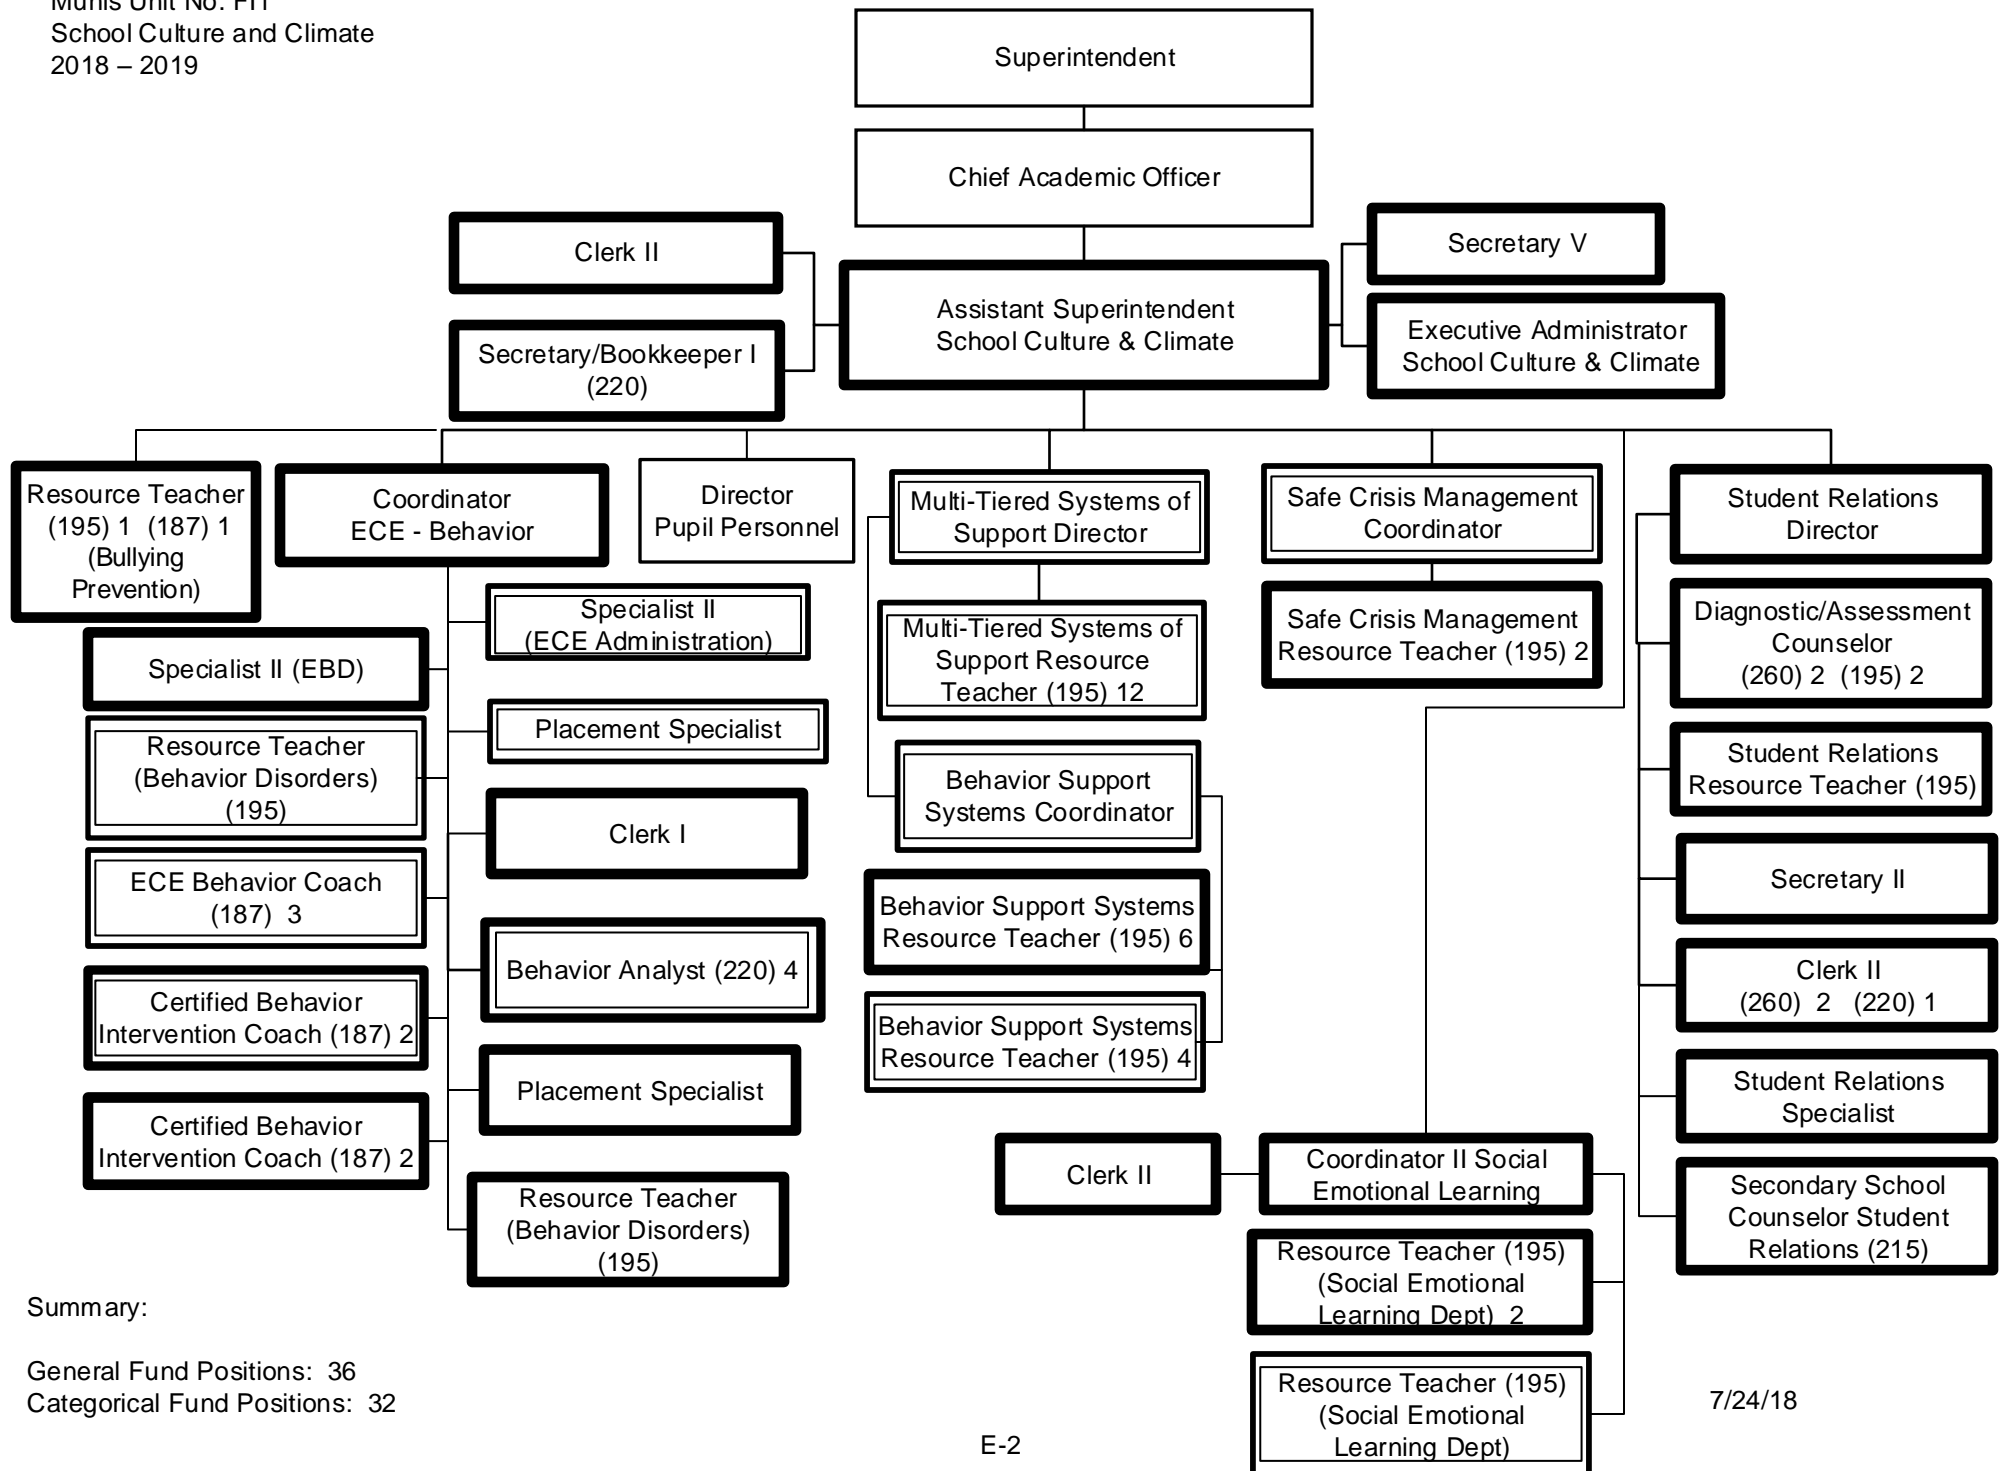 School Culture and Climate
2018 – 2019
Superintendent
Chief Academic Officer
Clerk II
Secretary/Bookkeeper I
(220)
Assistant Superintendent
School Culture & Climate
Secretary V
Executive Administrator
School Culture & Climate
Resource Teacher
(195) 1 (187) 1
(Bullying
Prevention)
Coordinator
ECE - Behavior
Director
Pupil Personnel
Multi-Tiered Systems of
Support Director
Safe Crisis Management
Coordinator
Student Relations
Director
Specialist II (EBD)
Resource Teacher
(Behavior Disorders)
(195)
ECE Behavior Coach
(187) 3
Certified Behavior
Intervention Coach (187) 2
Certified Behavior
Intervention Coach (187) 2
Specialist II
(ECE Administration)
Placement Specialist
Clerk I
Behavior Analyst (220) 4
Placement Specialist
Resource Teacher
(Behavior Disorders)
(195)
Multi-Tiered Systems of
Support Resource
Teacher (195) 12
Behavior Support
Systems Coordinator
Behavior Support Systems
Resource Teacher (195) 6
Behavior Support Systems
Resource Teacher (195) 4
Safe Crisis Management
Resource Teacher (195) 2
Clerk II
Coordinator II Social
Emotional Learning
Resource Teacher (195)
(Social Emotional
Learning Dept) 2
Resource Teacher (195)
(Social Emotional
Learning Dept)
Diagnostic/Assessment
Counselor
(260) 2 (195) 2
Student Relations
Resource Teacher (195)
Secretary II
Clerk II
(260) 2 (220) 1
Student Relations
Specialist
Secondary School
Counselor Student
Relations (215)
Summary:
General Fund Positions: 36
Categorical Fund Positions: 32
E-2
7/24/18